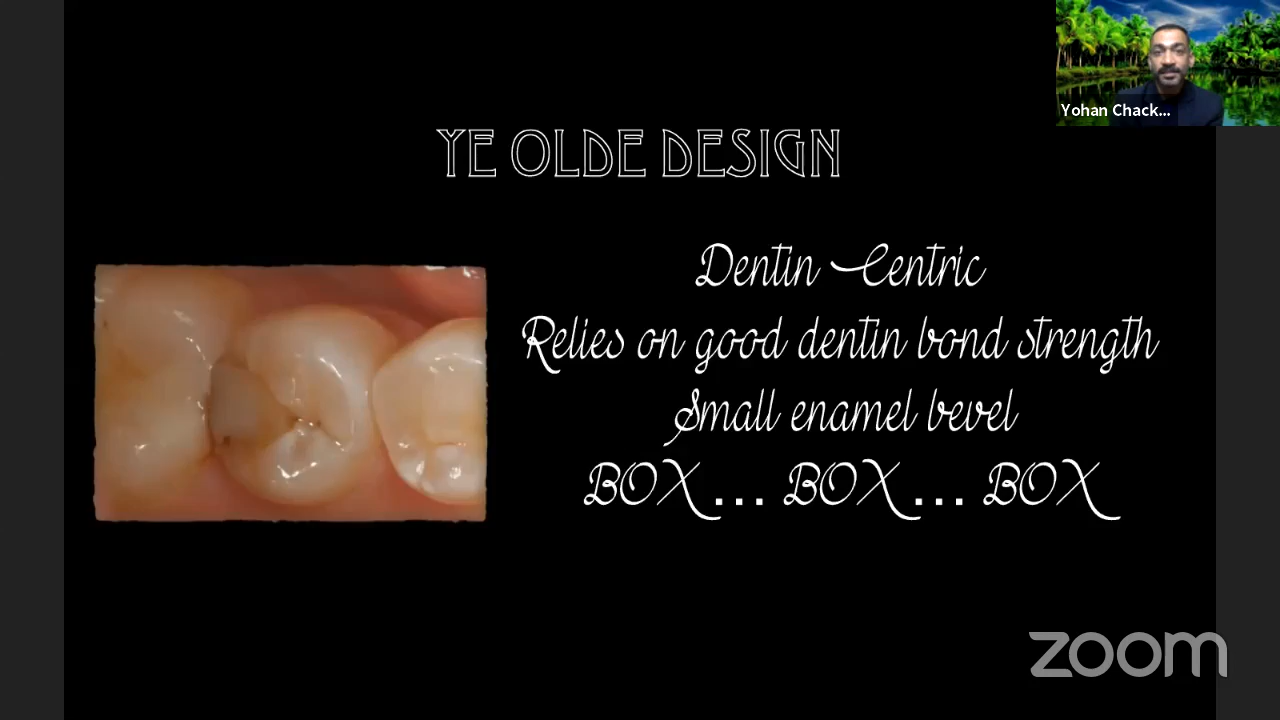 Yohan Chack...
YE OLDE DESIGN
Dentin Centric
Relies on good dentin bond strength
Small enamel bevel
BOX... BOX... BOX
zoom